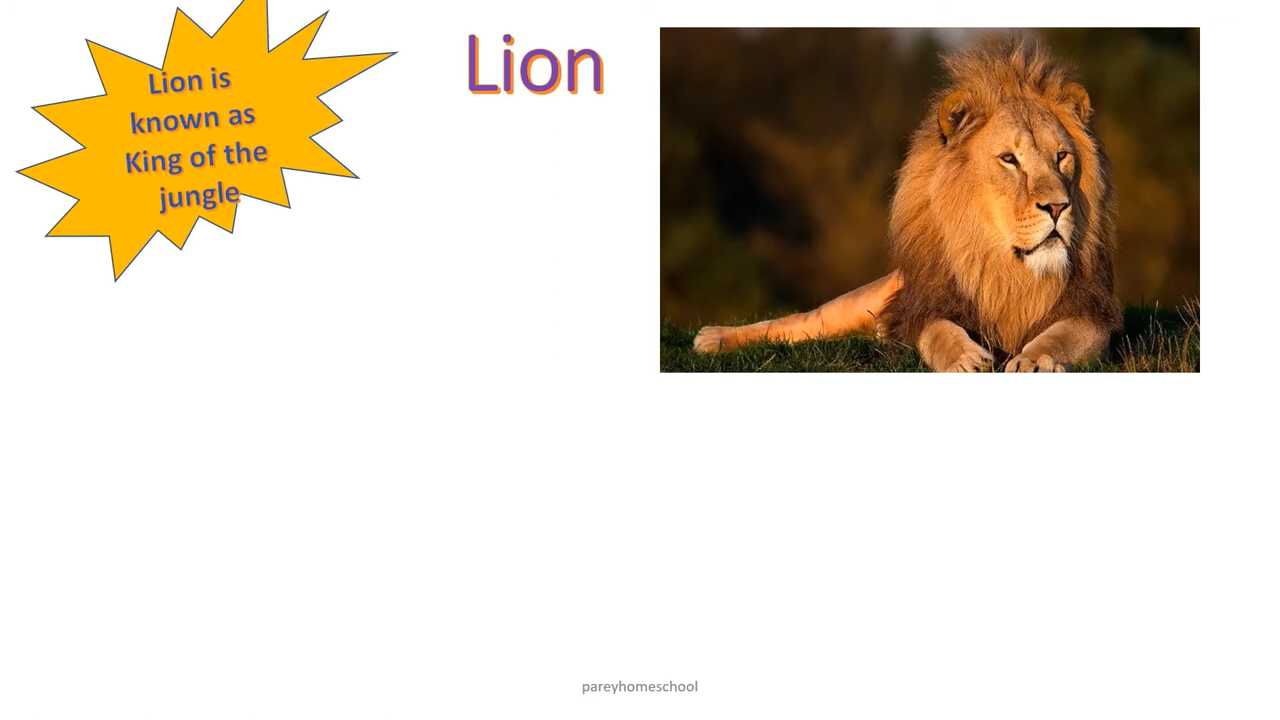 Lion is
known as
King of the
jungle
Lion
pareyhomeschool